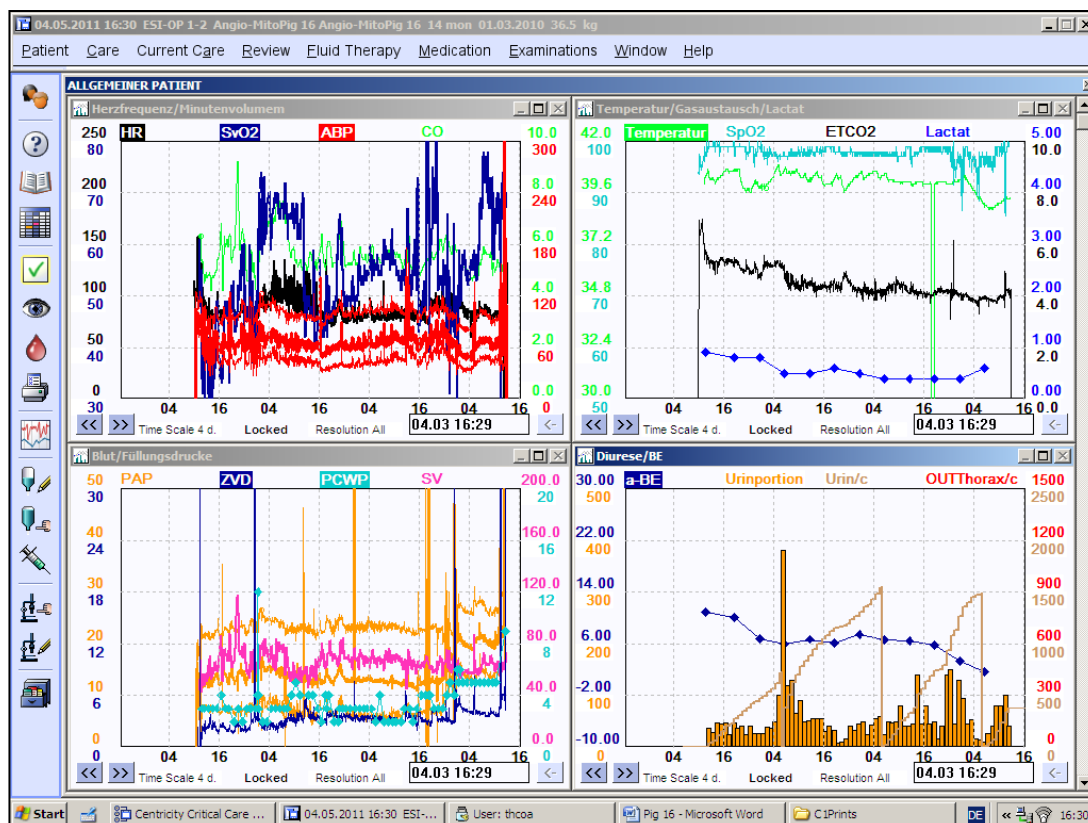 04.05.2011 16:30 ESI-OP 1-2 Angio-MitoPig 16 Angio-MitoPig 16 14 mon 01.03.2010 36.5 kg
Patient Care Current Care Review Fluid Therapy Medication Examinations Window Help
ALLGEMEINER PATIENT
Herzfrequenz/Minutenvolumem
250 HR SvO2 ABP CO 10.0
80 300
200 8.0
70 240
150 6.0
60 180
100 4.0
50 120
50 2.0
40 60
0 0.0
30 0
04 16 04 16 04 16 04 16
<< >> Time Scale 4 d. Locked Resolution All 04.03 16:29 <-
Temperatur/Gasaustausch/Lactat
42.0 Temperatur SpO2 ETCO2 Lactat 5.00
100 10.0
39.6 4.00
90 8.0
37.2 3.00
80 6.0
34.8 2.00
70 4.0
32.4 1.00
60 2.0
30.0 0.00
50 0.0
04 16 04 16 04 16 04 16
<< >> Time Scale 4 d. Locked Resolution All 04.03 16:29 <-
Blut/Füllungsdrucke
50 PAP ZVD PCWP SV 200.0
30 20
40 160.0
24 16
30 120.0
18 12
20 80.0
12 8
10 40.0
6 4
0 0.0
0 0
04 16 04 16 04 16 04 16
<< >> Time Scale 4 d. Locked Resolution All 04.03 16:29 <-
Diurese/BE
30.00 a-BE Urinportion Urin/c OUTThorax/c 1500
500 2500
22.00 1200
400 2000
14.00 900
300 1500
6.00 600
200 1000
-2.00 300
100 500
-10.00 0
0 0
04 16 04 16 04 16 04 16
<< >> Time Scale 4 d. Locked Resolution All 04.03 16:29 <-
Start Centricity Critical Care ... 04.05.2011 16:30 ESI-... User: thcoa Pig 16 - Microsoft Word C1Prints DE « 16:30